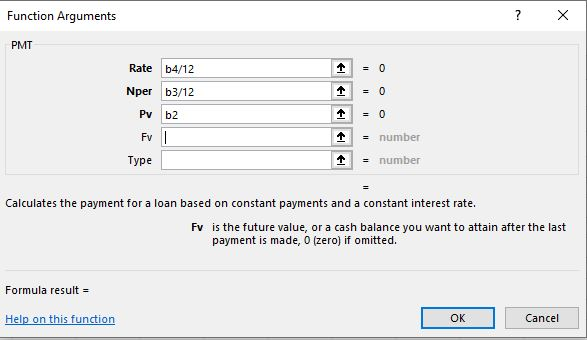 Function Arguments ? X
PMT
Rate b4/12 = 0
Nper b3/12 = 0
Pv b2 = 0
Fv = number
Type = number
=
Calculates the payment for a loan based on constant payments and a constant interest rate.
Fv is the future value, or a cash balance you want to attain after the last
payment is made, 0 (zero) if omitted.
Formula result =
Help on this function OK Cancel